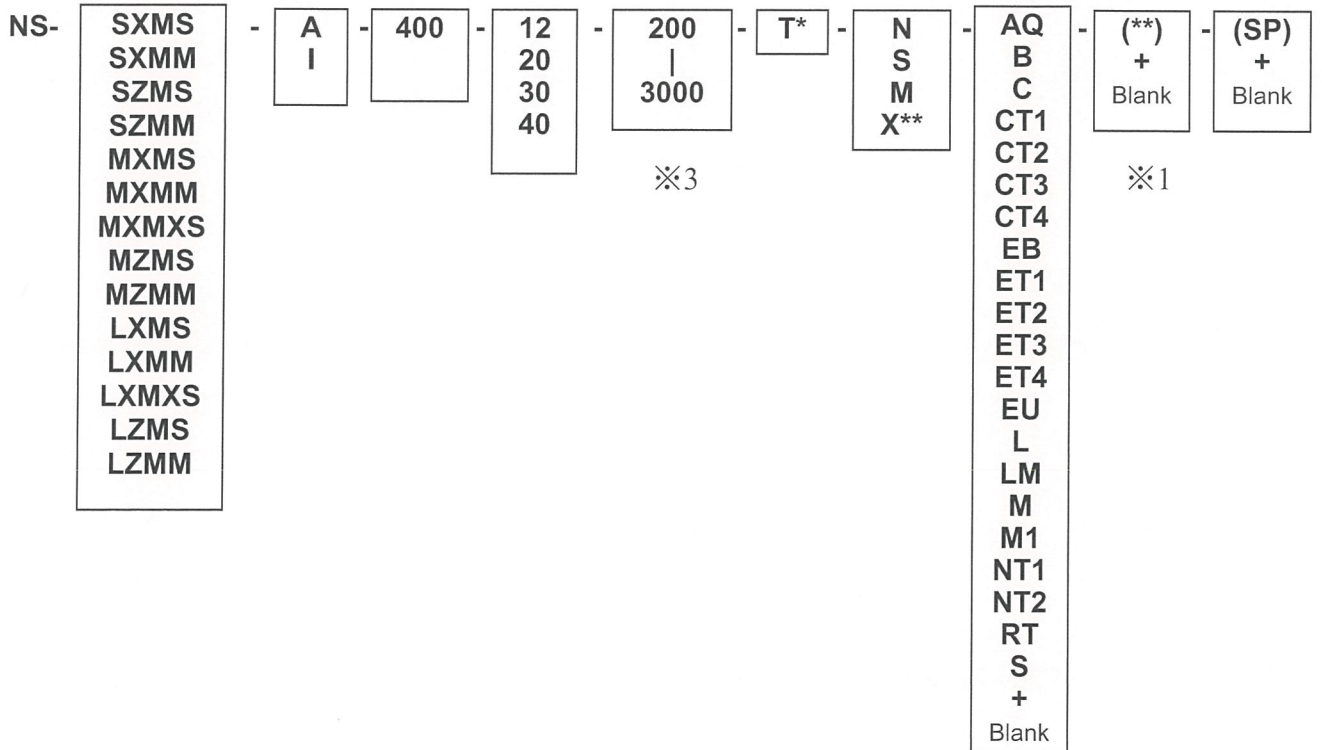 NS- SXMS - A - 400 - 12 - 200 - T* - N - AQ - (**) - (SP)
SXMM I 20 | S B + +
SZMS 30 3000 M C Blank Blank
SZMM 40 X** CT1
MXMS ※3 CT2 ※1
MXMM CT3
MXMXS CT4
MZMS EB
MZMM ET1
LXMS ET2
LXMM ET3
LXMXS ET4
LZMS EU
LZMM L
LM
M
M1
NT1
NT2
RT
S
+
Blank